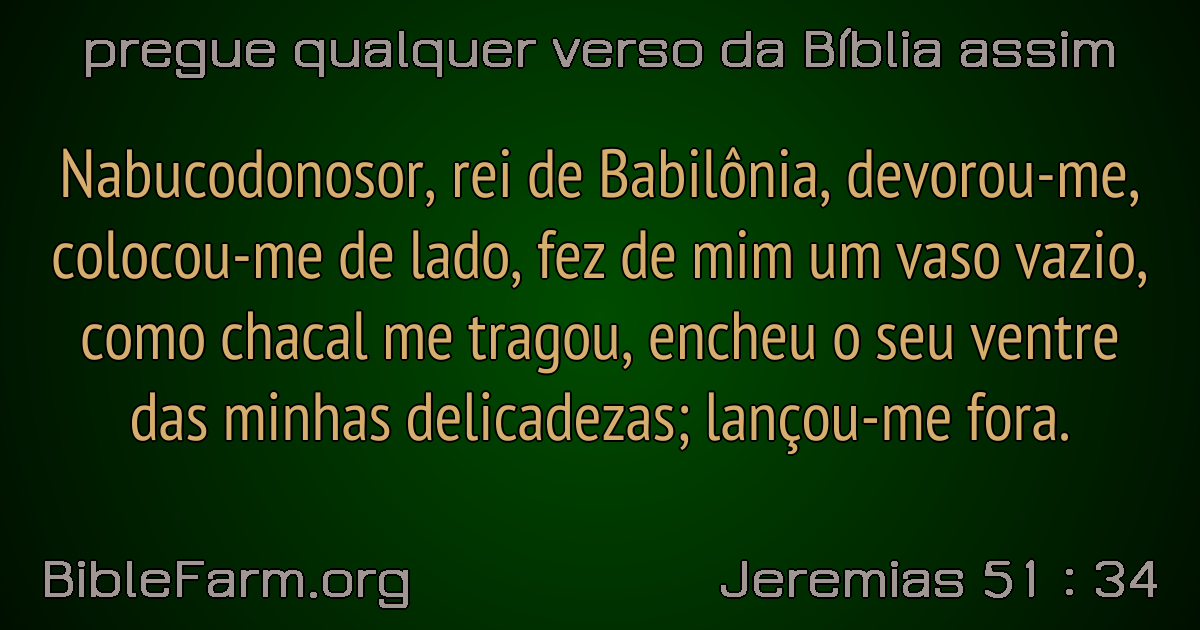 pregue qualquer verso da Bíblia assim
Nabucodonosor, rei de Babilônia, devorou-me,
colocou-me de lado, fez de mim um vaso vazio,
como chacal me tragou, encheu o seu ventre
das minhas delicadezas; lançou-me fora.
BibleFarm.org
Jeremias 51 : 34